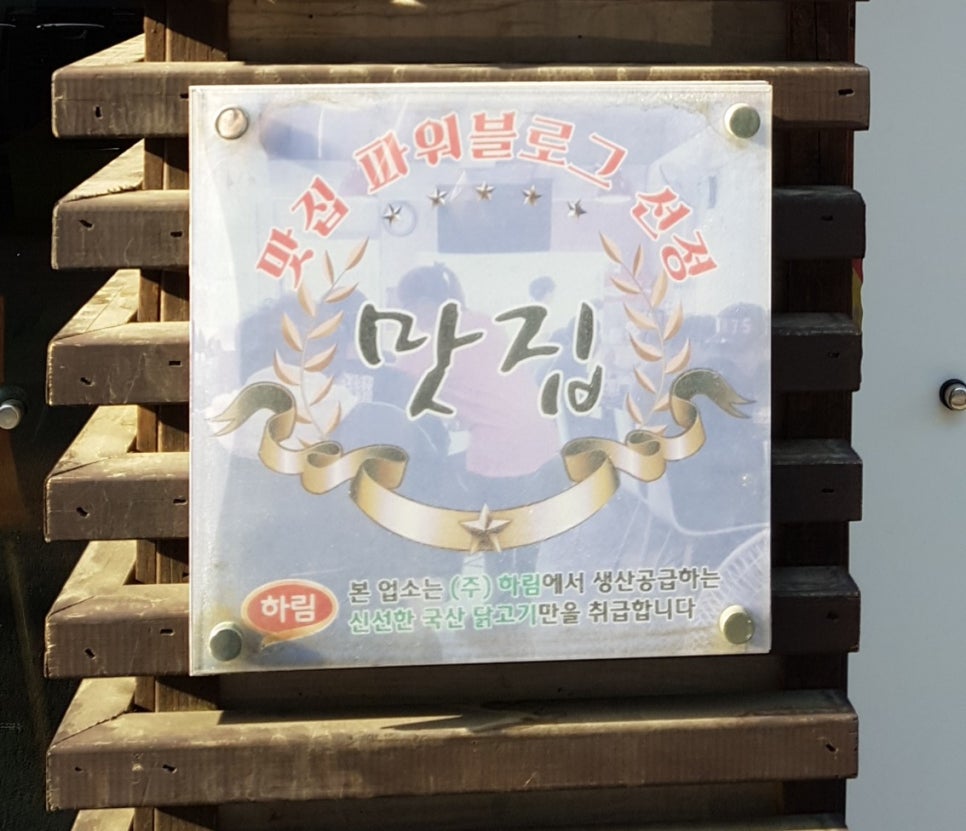 맛집 파워블로그 선정
맛집
하림
본 업소는 (주) 하림에서 생산공급하는
신선한 국산 닭고기만을 취급합니다